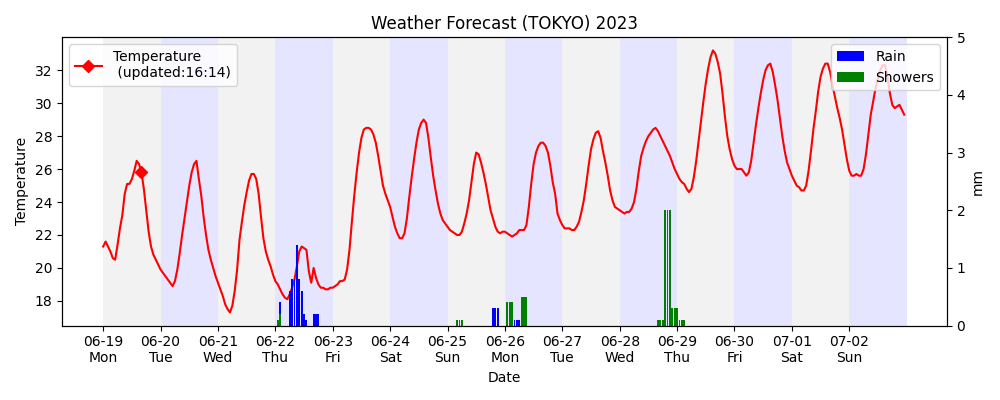 Weather Forecast (TOKYO) 2023
Temperature
(updated:16:14)
Rain
Showers
Temperature
32
30
28
26
24
22
20
18
5
4
3
2
1
0
mm
06-19 06-20 06-21 06-22 06-23 06-24 06-25 06-26 06-27 06-28 06-29 06-30 07-01 07-02
Mon Tue Wed Thu Fri Sat Sun Mon Tue Wed Thu Fri Sat Sun
Date